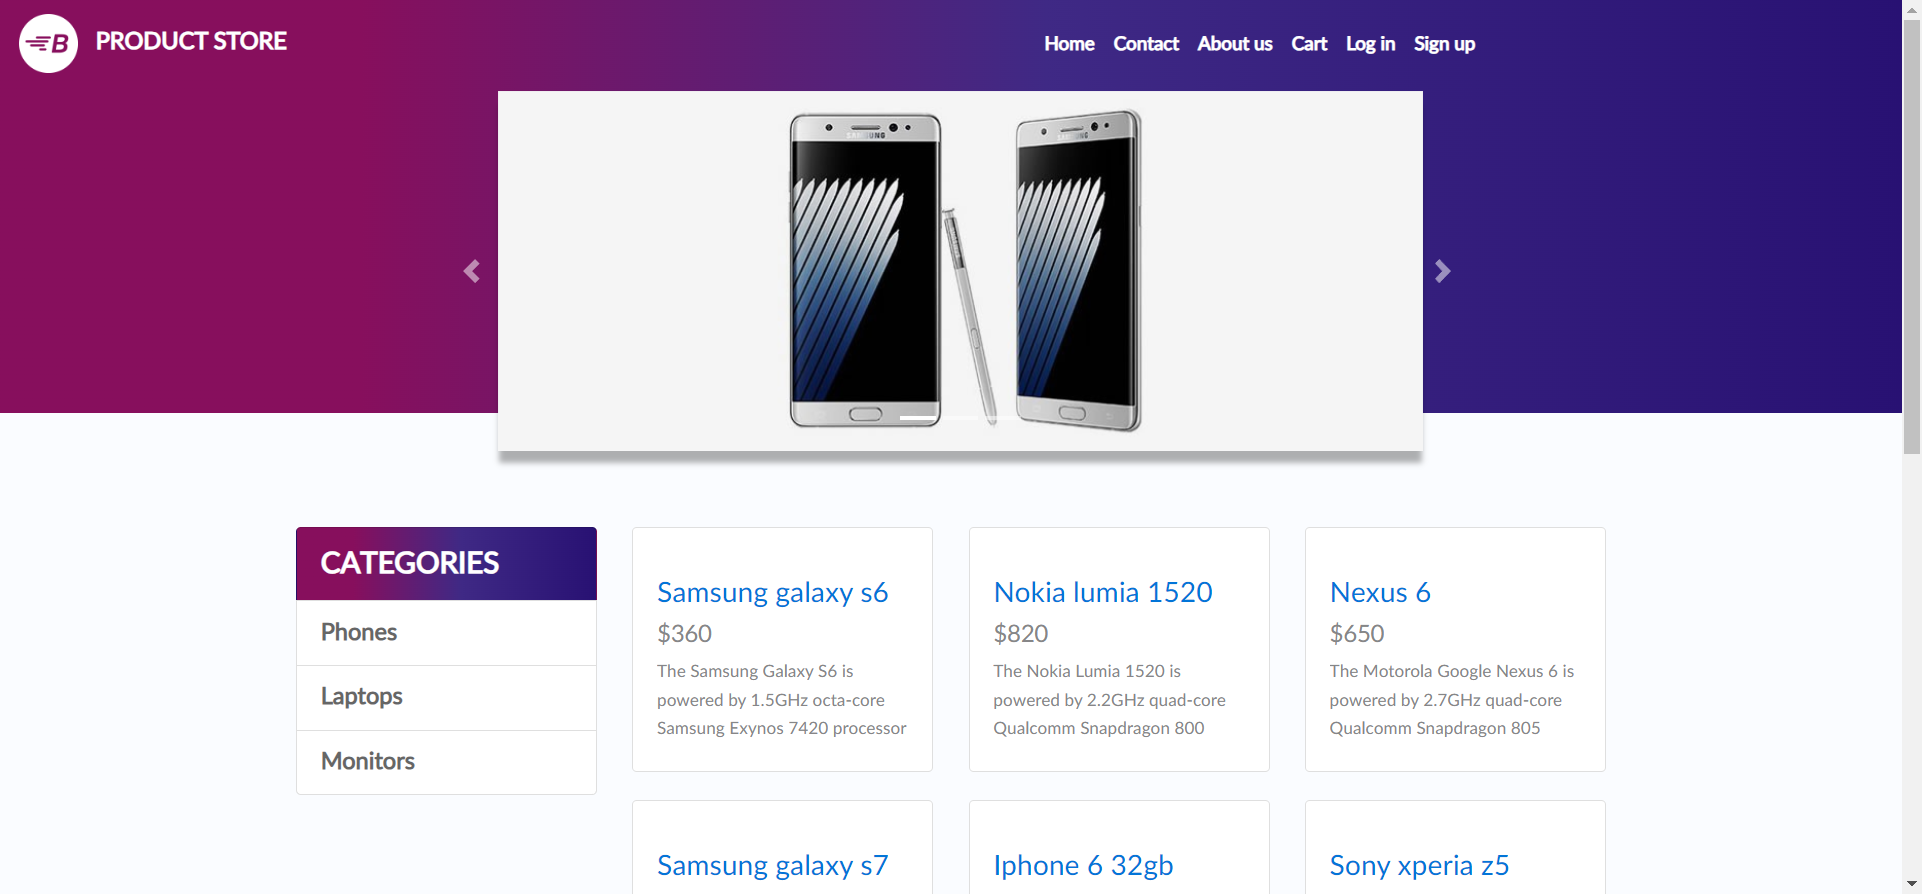 B PRODUCT STORE
Home Contact About us Cart Log in Sign up
SAMSUNG
SAMSUNG
CATEGORIES
Phones
Laptops
Monitors
Samsung galaxy s6
$360
The Samsung Galaxy S6 is
powered by 1.5GHz octa-core
Samsung Exynos 7420 processor
Nokia lumia 1520
$820
The Nokia Lumia 1520 is
powered by 2.2GHz quad-core
Qualcomm Snapdragon 800
Nexus 6
$650
The Motorola Google Nexus 6 is
powered by 2.7GHz quad-core
Qualcomm Snapdragon 805
Samsung galaxy s7
Iphone 6 32gb
Sony xperia z5